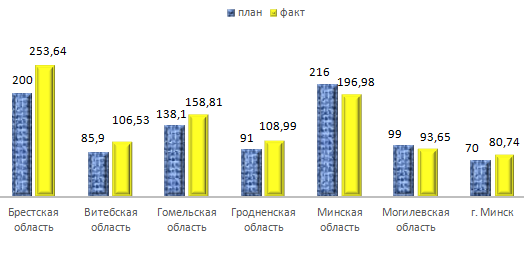 план факт
200 253,64
85,9 106,53
138,1 158,81
91 108,99
216 196,98
99 93,65
70 80,74
Брестская
область
Витебская
область
Гомельская
область
Гродненская
область
Минская
область
Могилевская
область
г. Минск